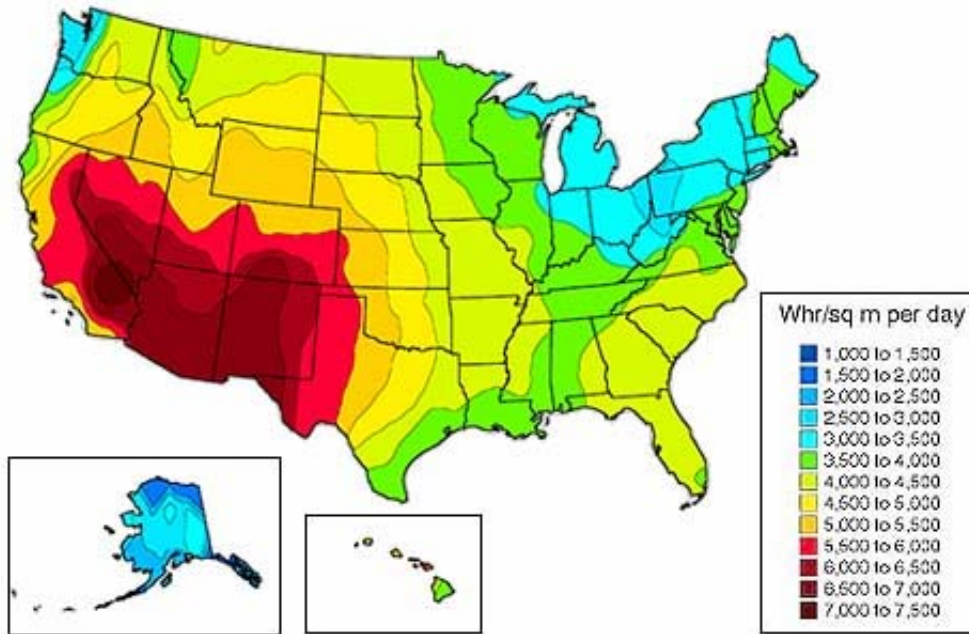 Whr/sq m per day
1,000 to 1,500
1,500 to 2,000
2,000 to 2,500
2,500 to 3,000
3,000 to 3,500
3,500 to 4,000
4,000 to 4,500
4,500 to 5,000
5,000 to 5,500
5,500 to 6,000
6,000 to 6,500
6,500 to 7,000
7,000 to 7,500